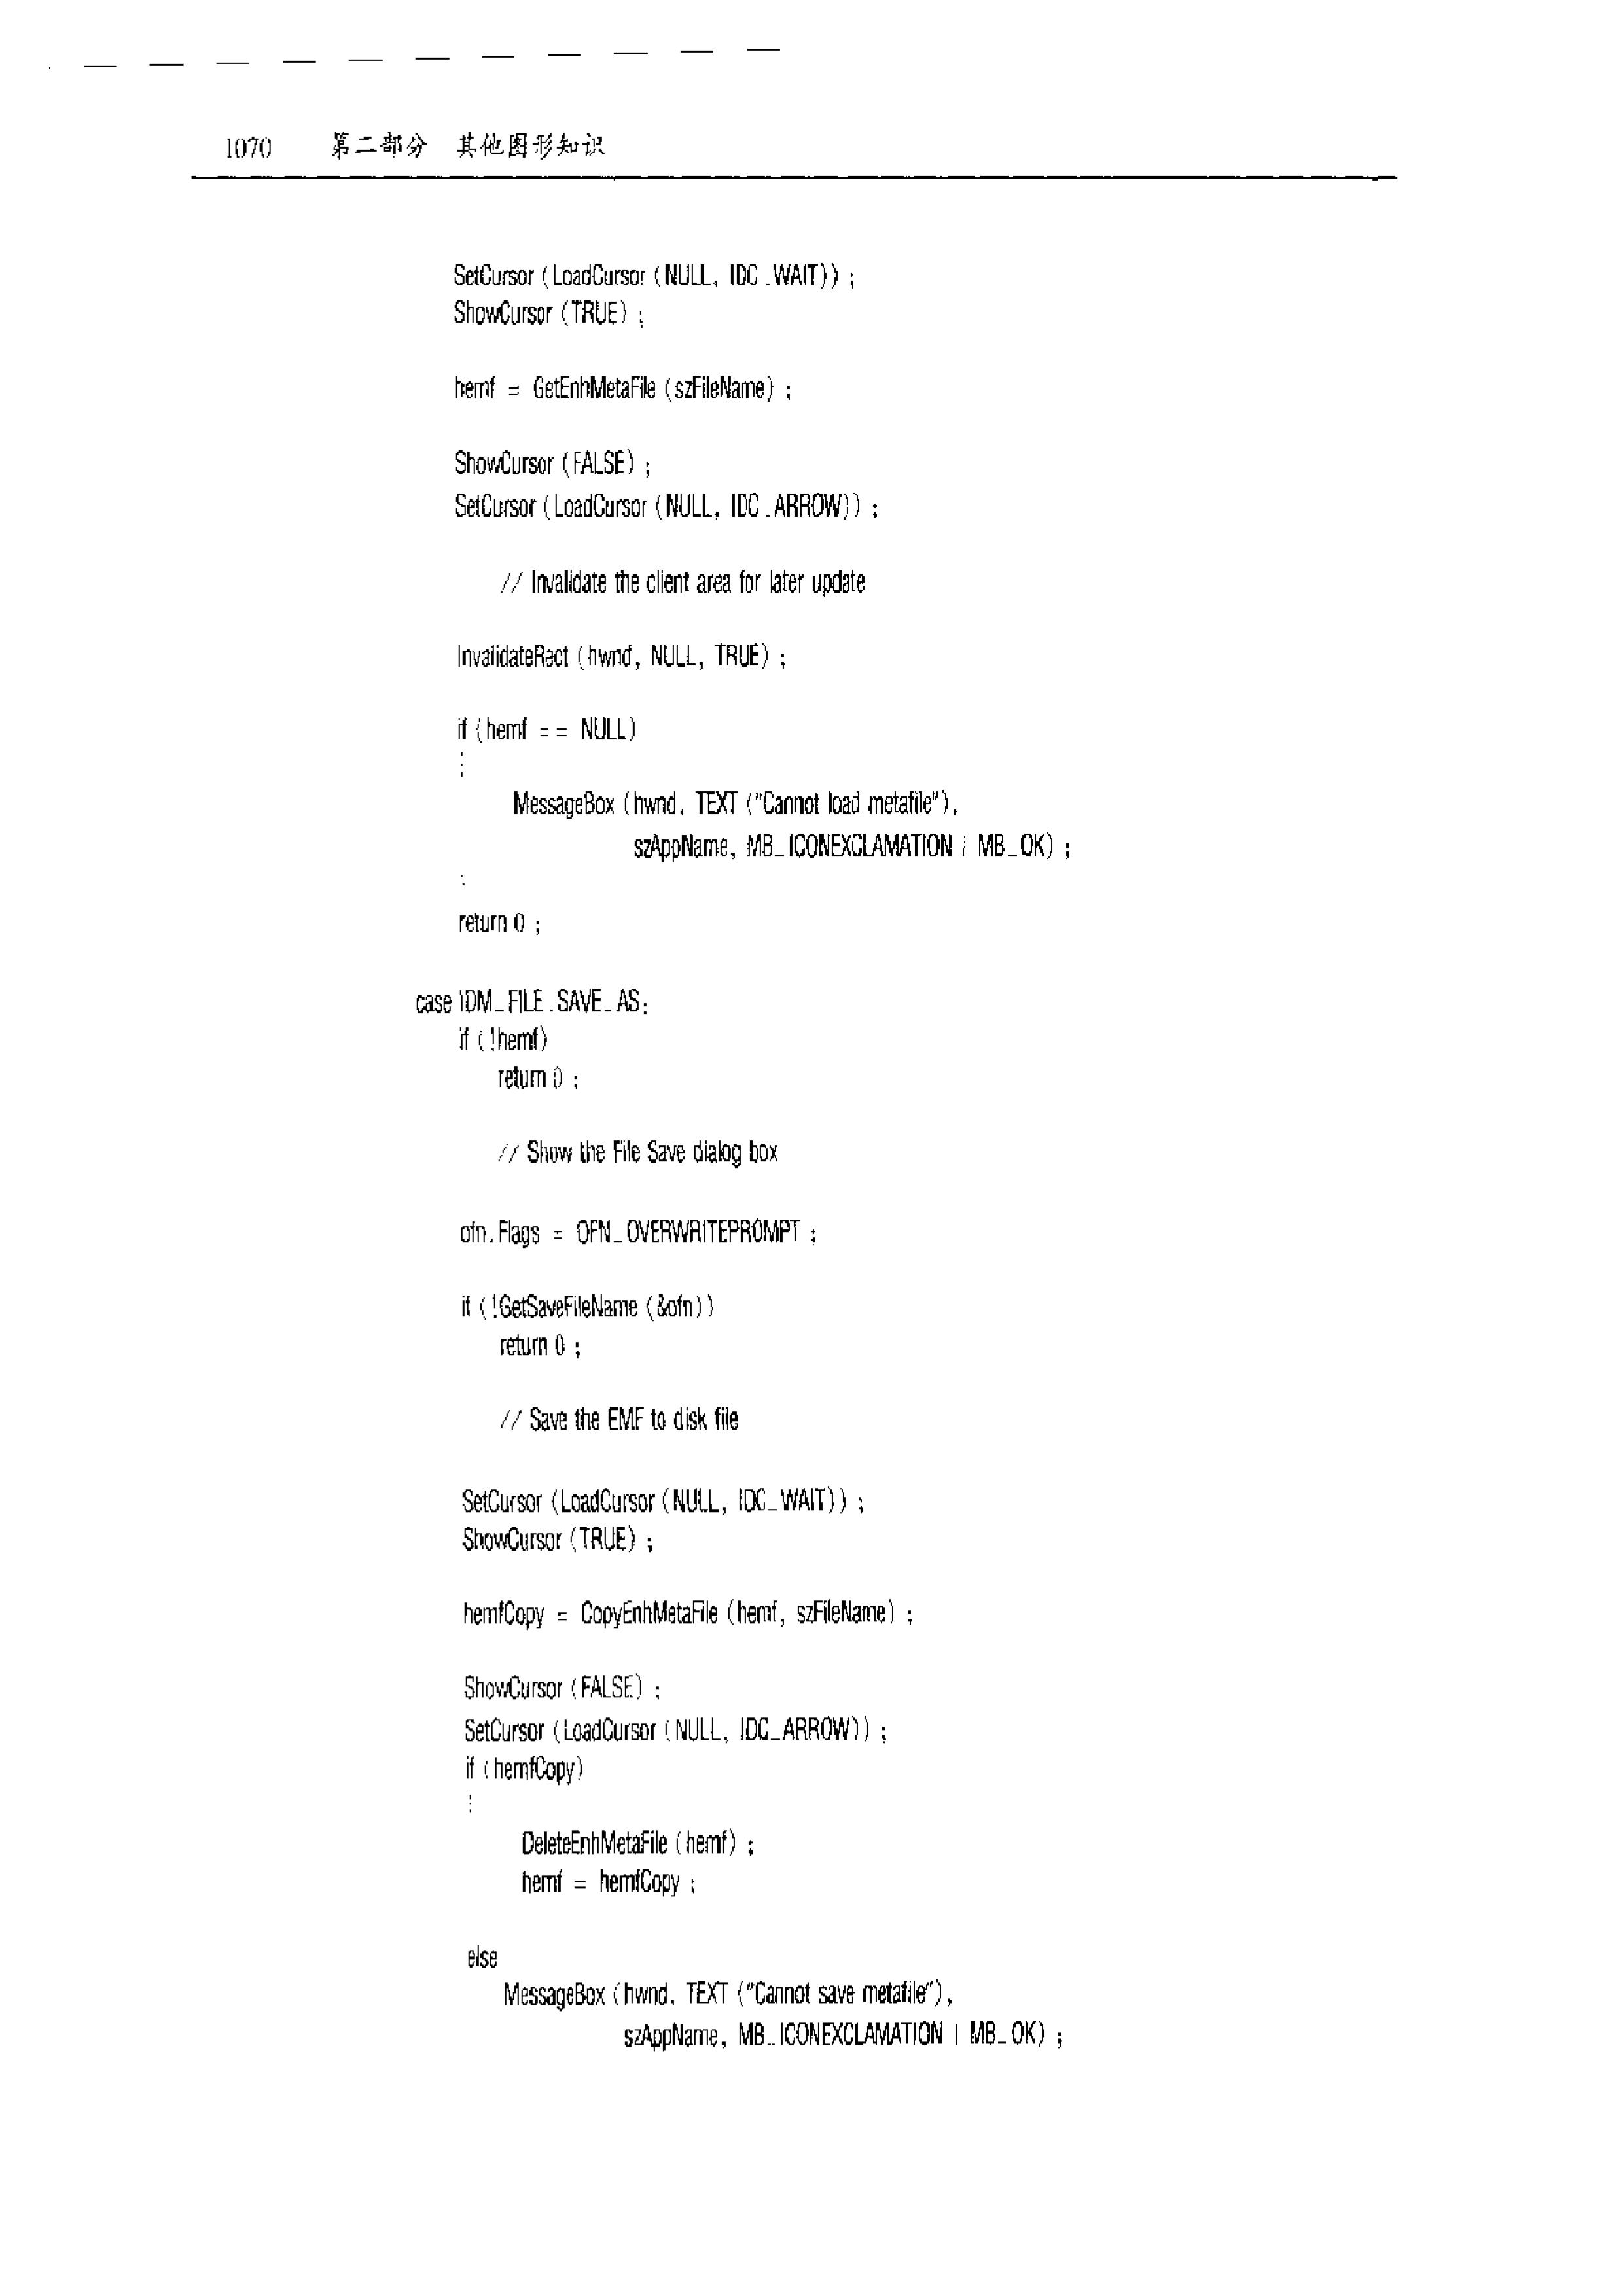 1070 第二部分 其他图形知识
SetCursor (LoadCursor (NULL, IDC_WAIT)) ;
ShowCursor (TRUE) ;
hemf = GetEnhMetaFile (szFileName) ;
ShowCursor (FALSE) ;
SetCursor (LoadCursor (NULL, IDC_ARROW)) ;
// Invalidate the client area for later update
InvalidateRect (hwnd, NULL, TRUE) ;
if (hemf == NULL)
{
MessageBox (hwnd, TEXT ("Cannot load metafile"),
szAppName, MB_ICONEXCLAMATION | MB_OK) ;
}
return 0 ;
case IDM_FILE_SAVE_AS:
if (!hemf)
return 0 ;
// Show the File Save dialog box
ofn.Flags = OFN_OVERWRITEPROMPT ;
if (!GetSaveFileName (&ofn))
return 0 ;
// Save the EMF to disk file
SetCursor (LoadCursor (NULL, IDC_WAIT)) ;
ShowCursor (TRUE) ;
hemfCopy = CopyEnhMetaFile (hemf, szFileName) ;
ShowCursor (FALSE) ;
SetCursor (LoadCursor (NULL, IDC_ARROW)) ;
if (hemfCopy)
{
DeleteEnhMetaFile (hemf) ;
hemf = hemfCopy ;
else
MessageBox (hwnd, TEXT ("Cannot save metafile"),
szAppName, MB_ICONEXCLAMATION | MB_OK) ;